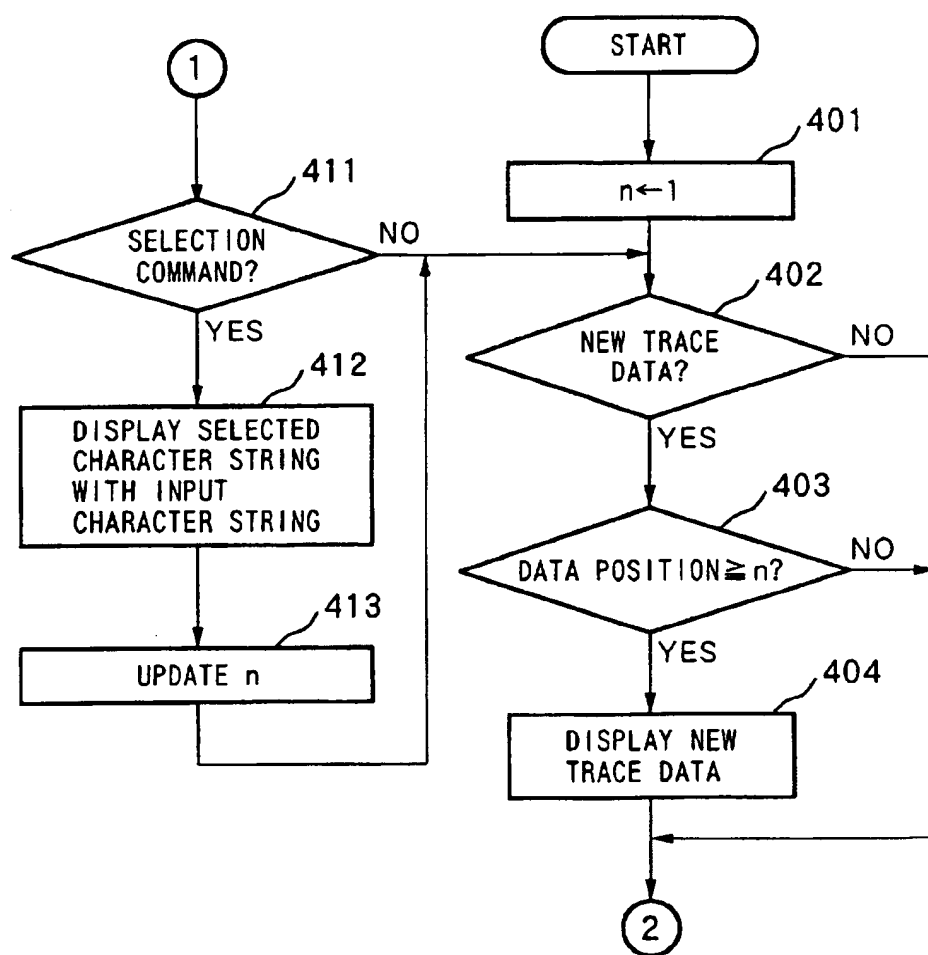 1
411
SELECTION
COMMAND?
NO
YES
412
DISPLAY SELECTED
CHARACTER STRING
WITH INPUT
CHARACTER STRING
413
UPDATE n
START
401
n←1
402
NEW TRACE
DATA?
NO
YES
403
DATA POSITION≧n?
NO
YES
404
DISPLAY NEW
TRACE DATA
2